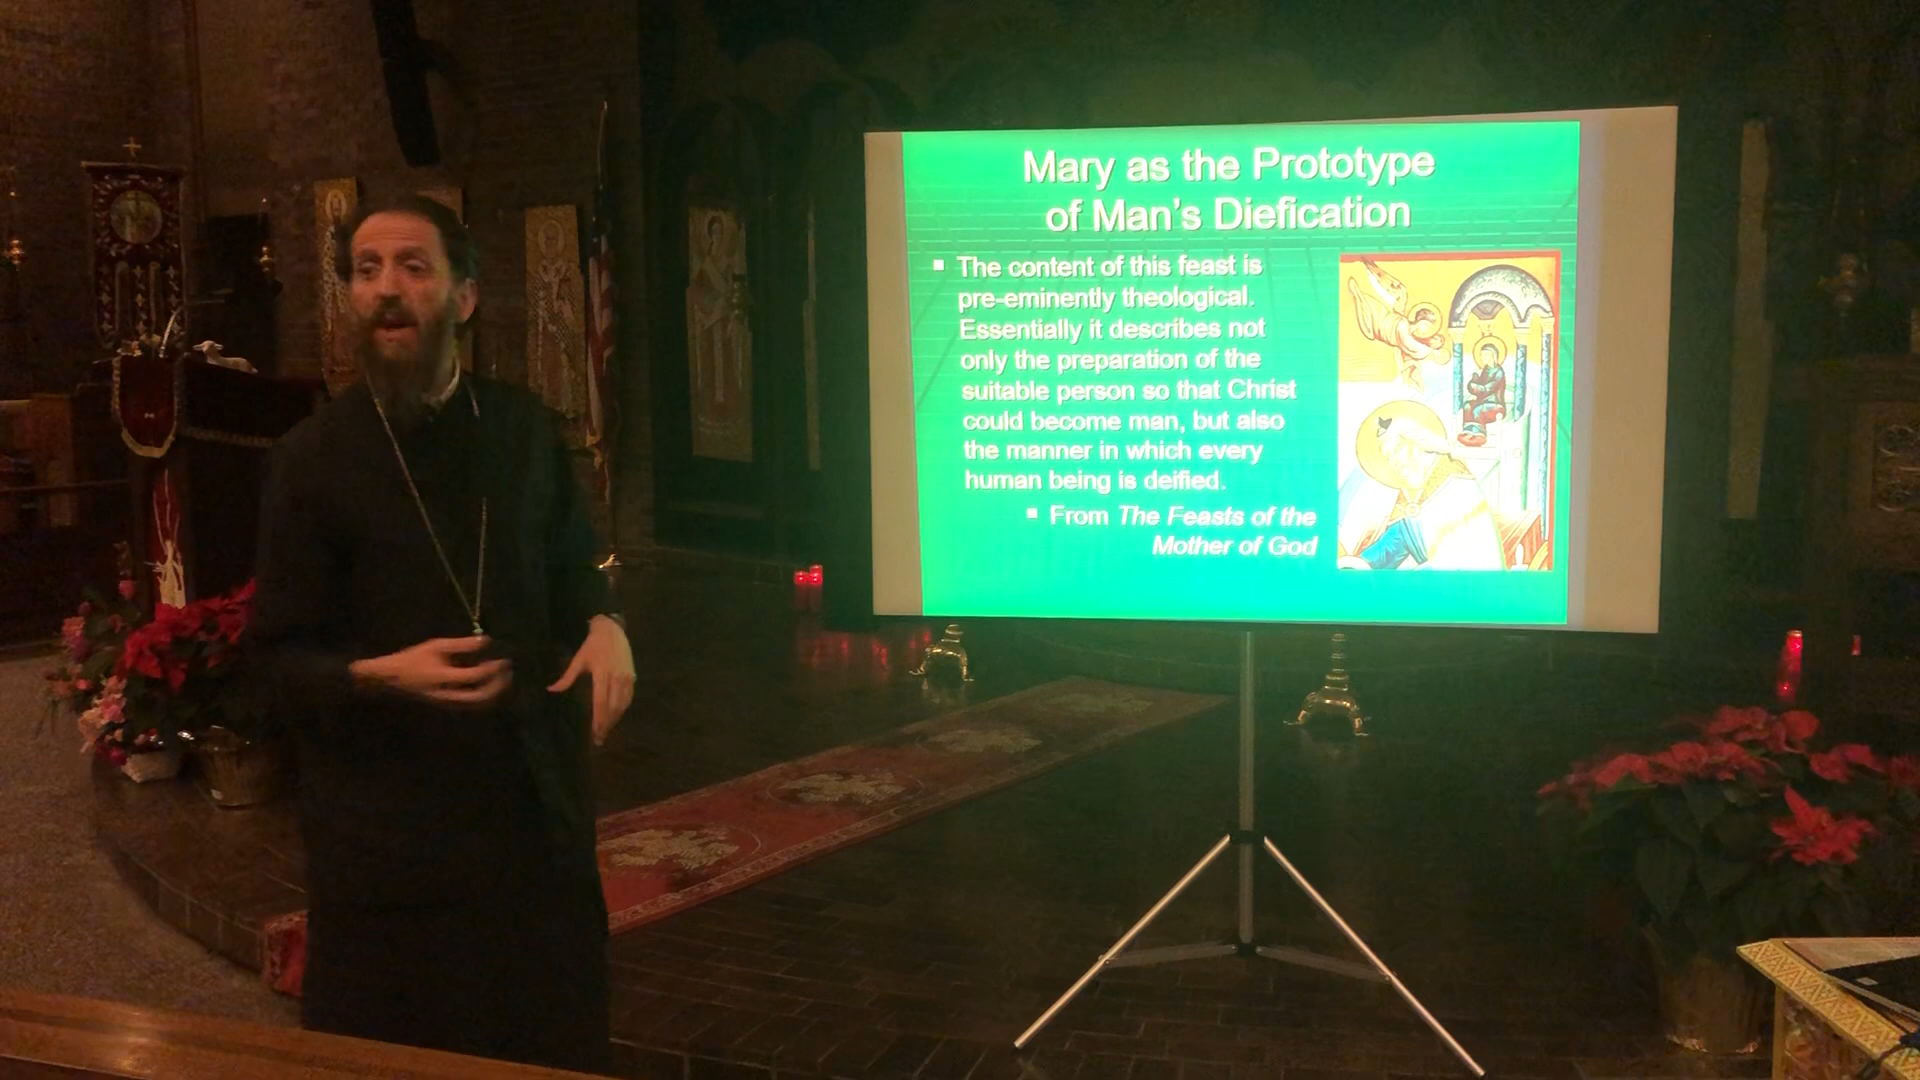 Mary as the Prototype
of Man's Diefication
The content of this feast is
pre-eminently theological.
Essentially it describes not
only the preparation of the
suitable person so that Christ
could become man, but also
the manner in which every
human being is deified.
From The Feasts of the
Mother of God